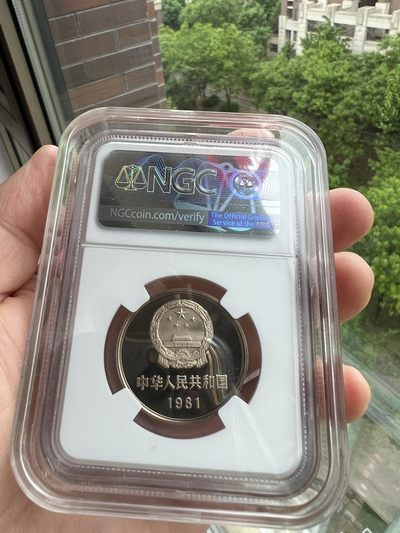 NGC
NGCcoin.com/verify
The Official Grading
Service of the
中华人民共和国
1981